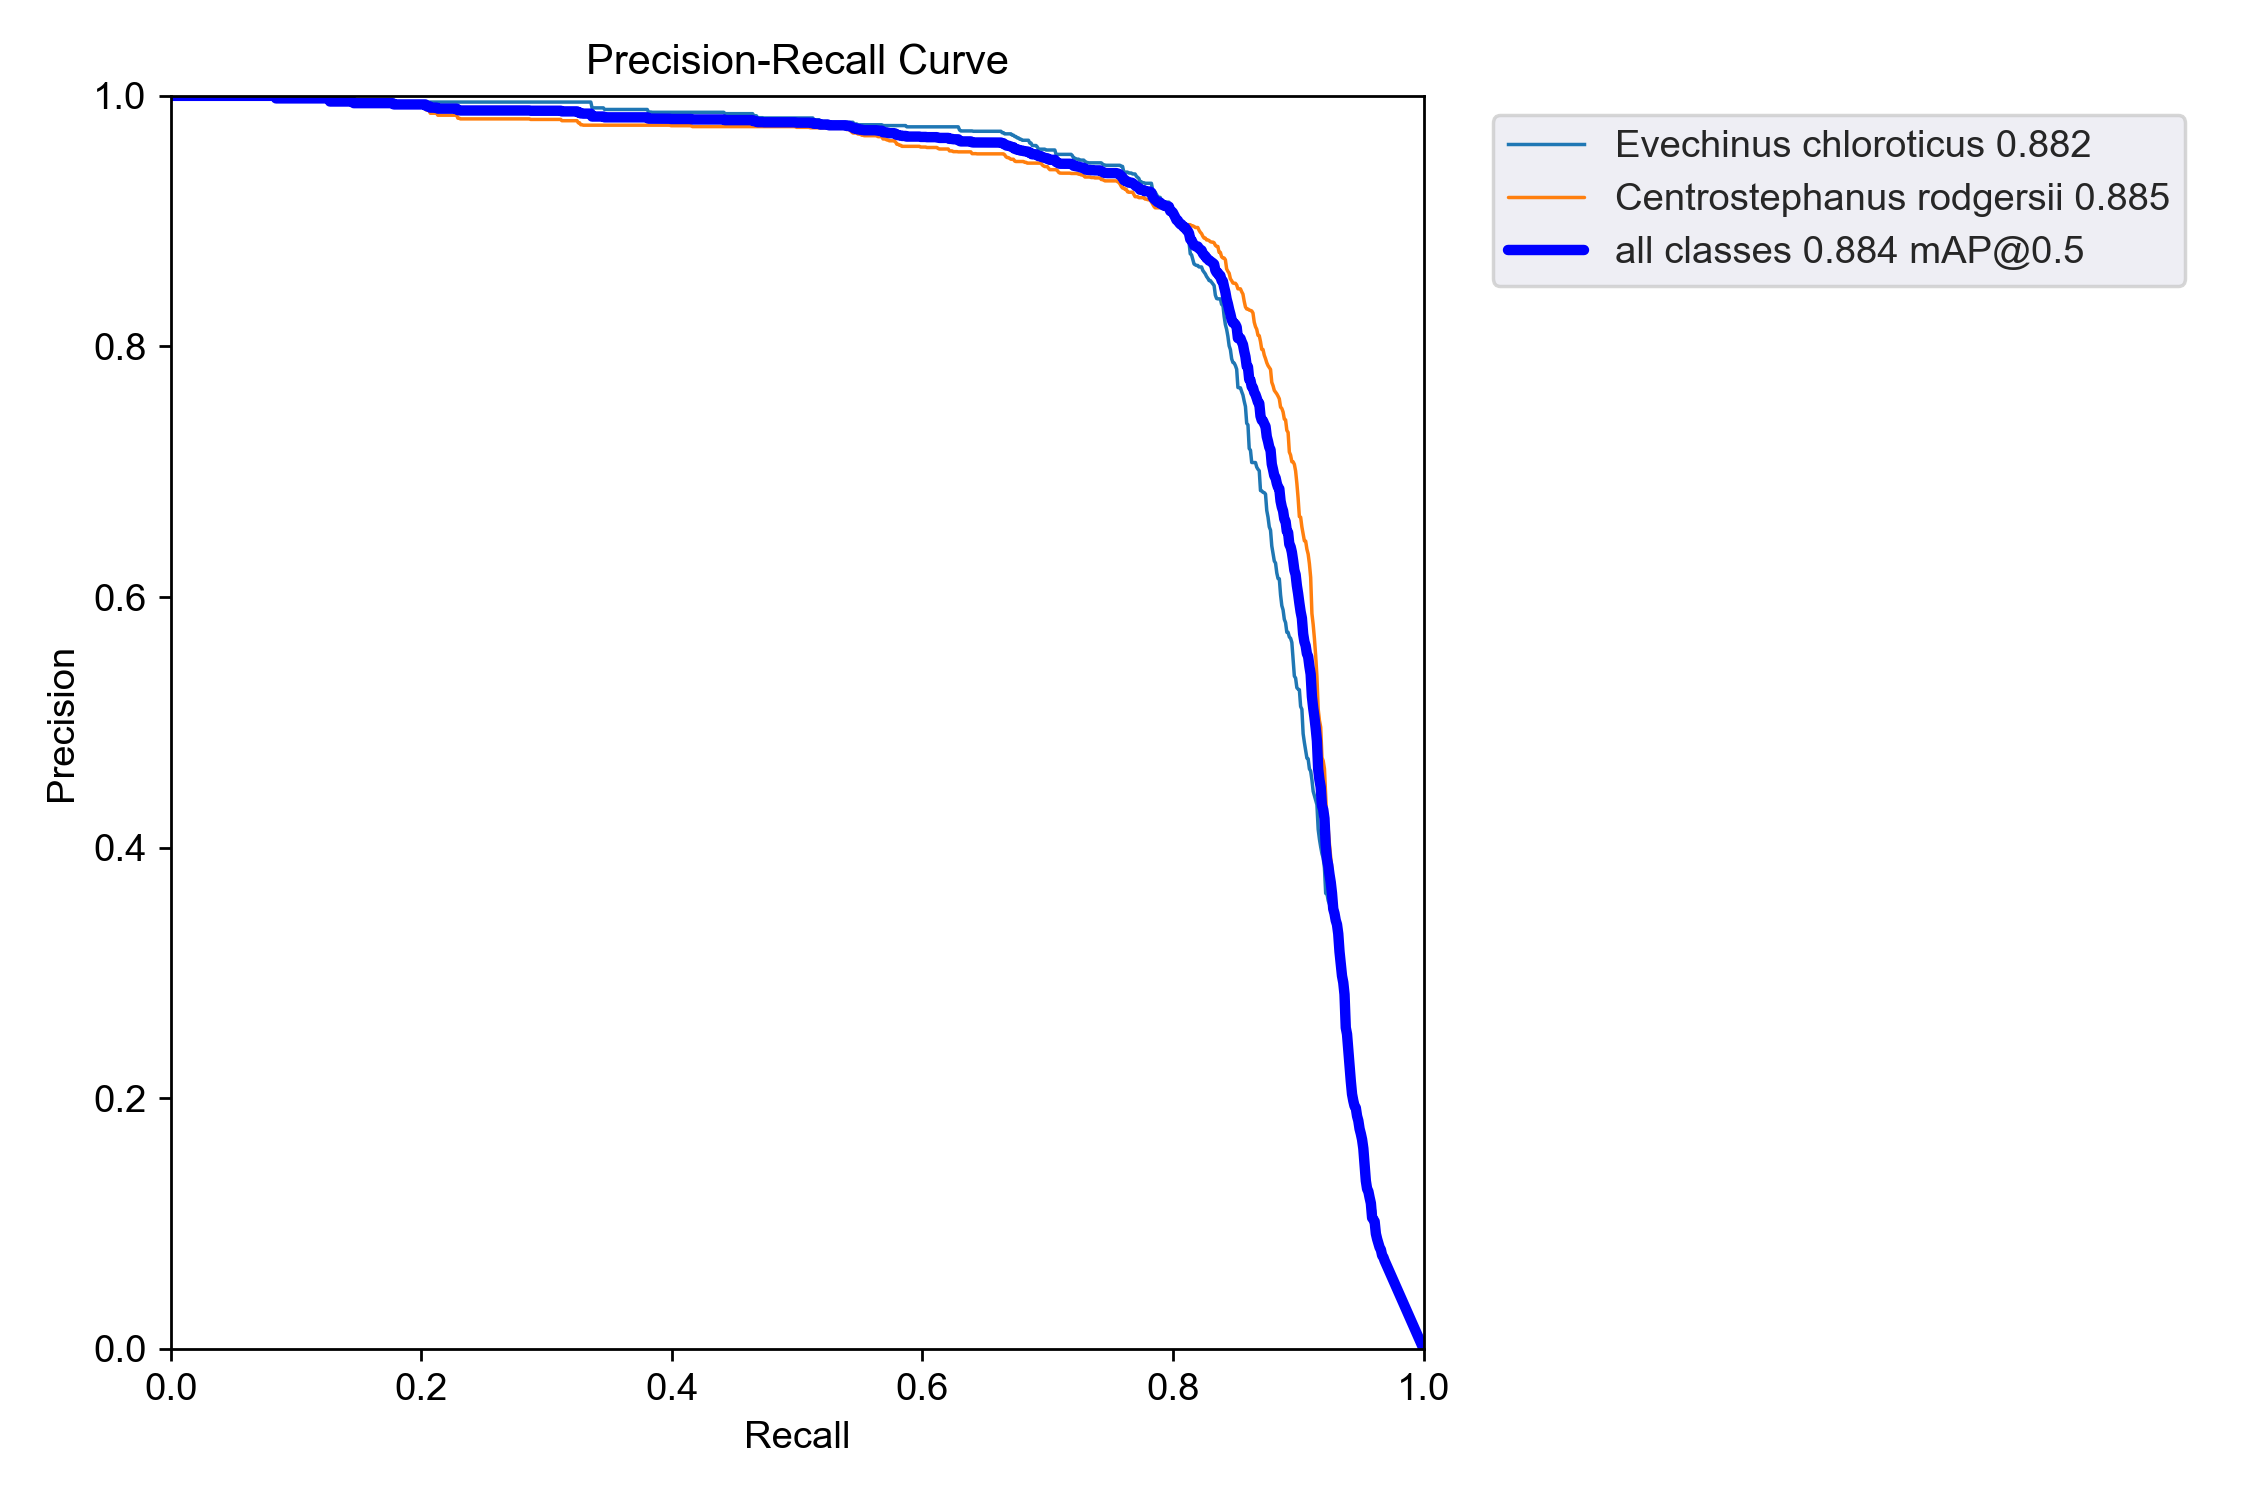 Precision-Recall Curve
1.0
0.8
0.6
0.4
0.2
0.0
Precision
0.0 0.2 0.4 0.6 0.8 1.0
Recall
Evechinus chloroticus 0.882
Centrostephanus rodgersii 0.885
all classes 0.884 mAP@0.5